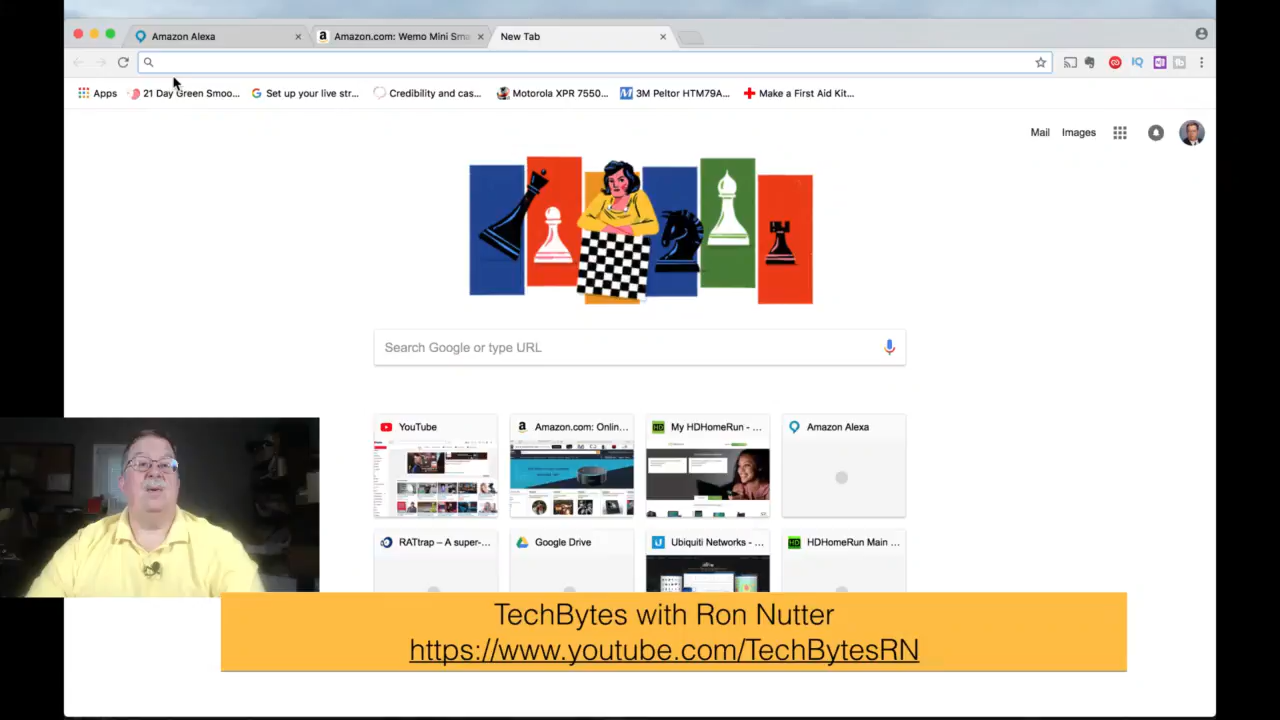 Amazon Alexa
Amazon.com: Wemo Mini Sma
New Tab
Apps
21 Day Green Smoo...
Set up your live str...
Credibility and cas...
Motorola XPR 7550...
3M Peltor HTM79A...
Make a First Aid Kit...
Mail
Images
Search Google or type URL
YouTube
Amazon.com: Onlin...
My HDHomeRun - ...
Amazon Alexa
RATtrap – A super-...
Google Drive
Ubiquiti Networks - ...
HDHomeRun Main ...
TechBytes with Ron Nutter
https://www.youtube.com/TechBytesRN